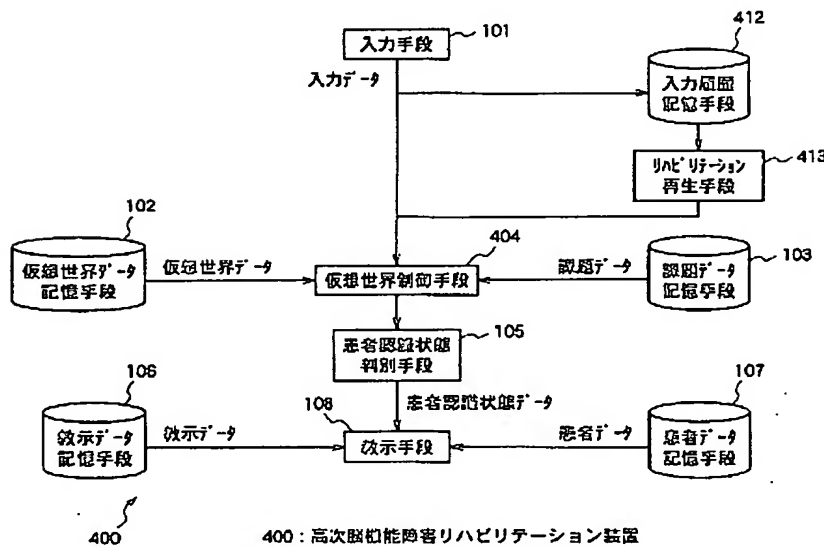 101
入力手段
入力データ
412
入力履歴
記憶手段
413
リハビリテーション
再生手段
102
仮想世界データ
記憶手段
仮想世界データ
404
仮想世界制御手段
課題データ
103
課題データ
記憶手段
105
患者認識状態
判別手段
患者認識状態データ
106
教示データ
記憶手段
教示データ
108
教示手段
患者データ
107
患者データ
記憶手段
400
400:高次脳機能障害リハビリテーション装置